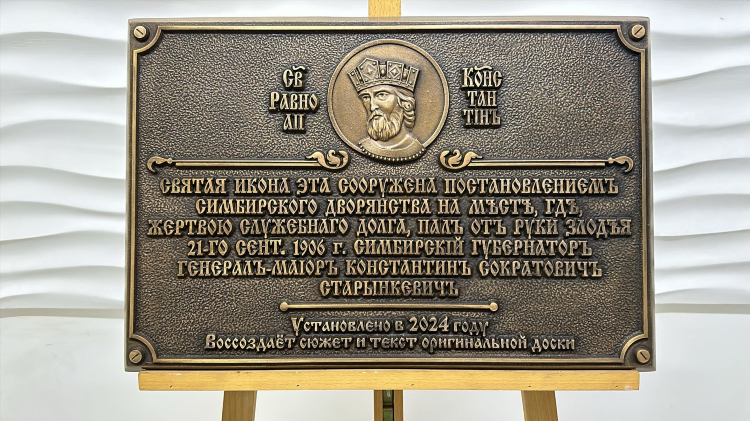 СВ҃
РАВНО
АП
КОНС
ТАН
ТІНЪ
СВЯТАЯ ИКОНА ЭТА СООРУЖЕНА ПОСТАНОВЛЕНИЕМЪ
СИМБИРСКОГО ДВОРЯНСТВА НА МѢСТѢ, ГДѢ,
ЖЕРТВОЮ СЛУЖЕБНАГО ДОЛГА, ПАЛЪ ОТЪ РУКИ ЗЛОДѢЯ
21-ГО СЕНТ. 1906 Г. СИМБИРСКІЙ ГУБЕРНАТОРЪ
ГЕНЕРАЛЪ-МАІОРЪ КОНСТАНТИНЪ СОКРАТОВИЧЪ
СТАРЫНКЕВИЧЪ
Установлено в 2024 году
Воссоздаёт сюжет и текст оригинальной доски